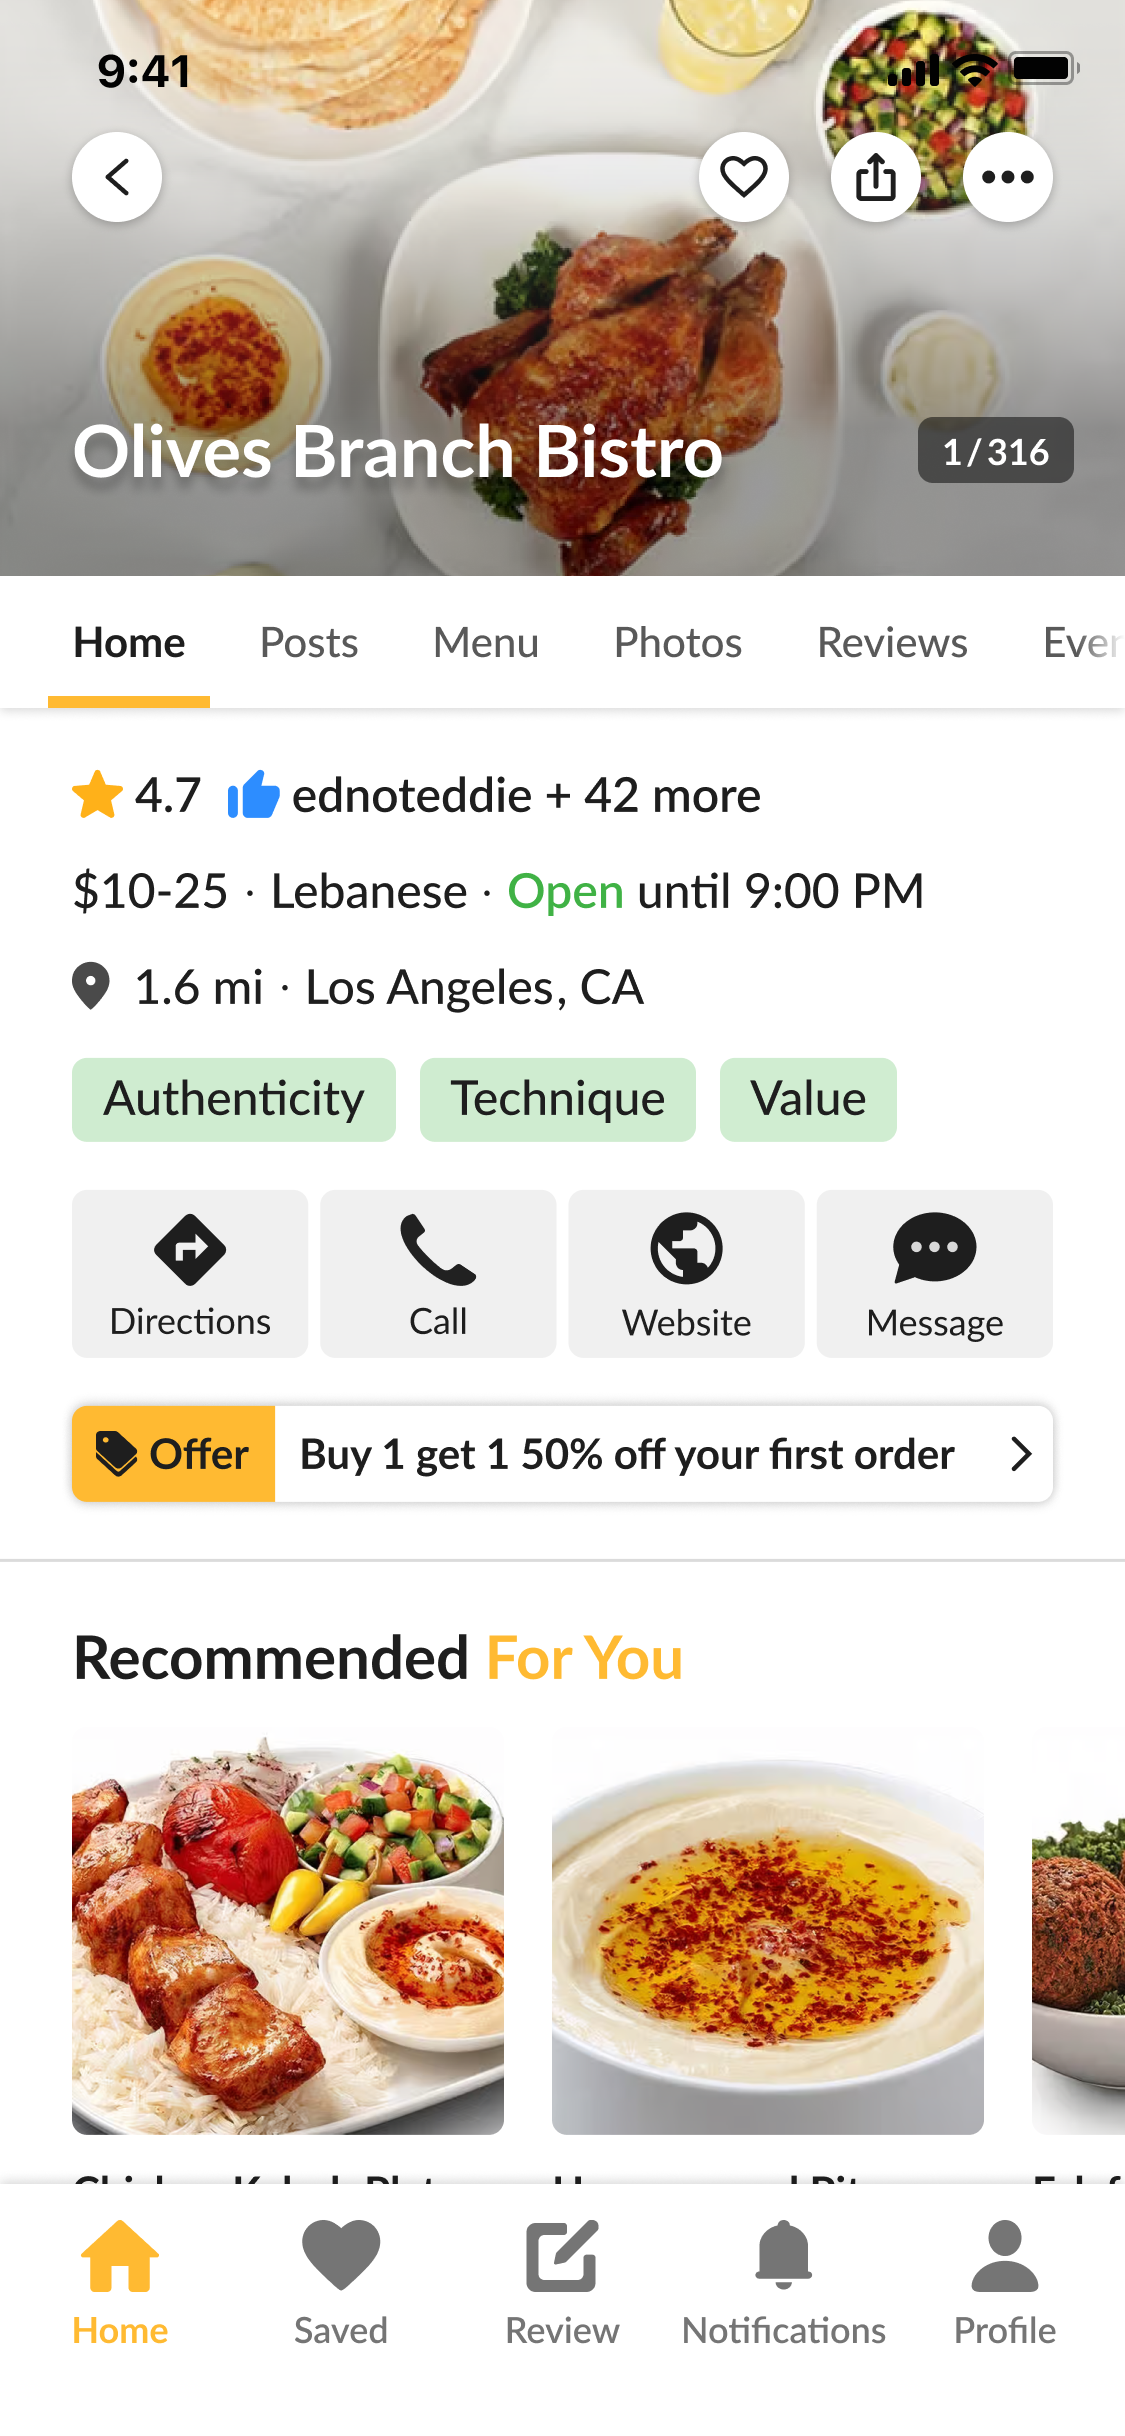 9:41
Olives Branch Bistro
1/316
Home Posts Menu Photos Reviews
4.7 ednoteddie + 42 more
$10-25 · Lebanese · Open until 9:00 PM
1.6 mi · Los Angeles, CA
Authenticity Technique Value
Directions Call Website Message
Offer Buy 1 get 1 50% off your first order
Recommended For You
Home Saved Review Notifications Profile